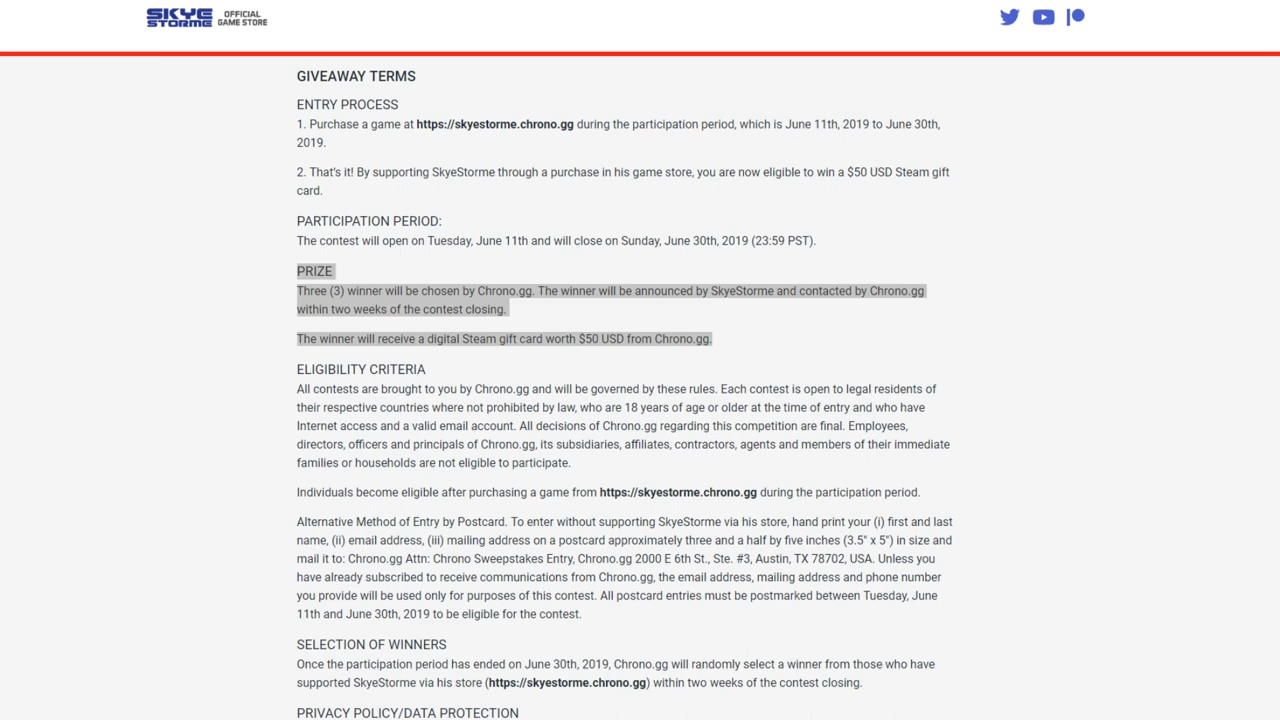 SKYE STORME OFFICIAL GAME STORE
GIVEAWAY TERMS
ENTRY PROCESS
1. Purchase a game at https://skyestorme.chrono.gg during the participation period, which is June 11th, 2019 to June 30th,
2019.
2. That's it! By supporting SkyeStorme through a purchase in his game store, you are now eligible to win a $50 USD Steam gift
card.
PARTICIPATION PERIOD:
The contest will open on Tuesday, June 11th and will close on Sunday, June 30th, 2019 (23:59 PST).
PRIZE
Three (3) winner will be chosen by Chrono.gg. The winner will be announced by SkyeStorme and contacted by Chrono.gg
within two weeks of the contest closing.
The winner will receive a digital Steam gift card worth $50 USD from Chrono.gg.
ELIGIBILITY CRITERIA
All contests are brought to you by Chrono.gg and will be governed by these rules. Each contest is open to legal residents of
their respective countries where not prohibited by law, who are 18 years of age or older at the time of entry and who have
Internet access and a valid email account. All decisions of Chrono.gg regarding this competition are final. Employees,
directors, officers and principals of Chrono.gg, its subsidiaries, affiliates, contractors, agents and members of their immediate
families or households are not eligible to participate.
Individuals become eligible after purchasing a game from https://skyestorme.chrono.gg during the participation period.
Alternative Method of Entry by Postcard. To enter without supporting SkyeStorme via his store, hand print your (i) first and last
name, (ii) email address, (iii) mailing address on a postcard approximately three and a half by five inches (3.5" x 5") in size and
mail it to: Chrono.gg Attn: Chrono Sweepstakes Entry, Chrono.gg 2000 E 6th St., Ste. #3, Austin, TX 78702, USA. Unless you
have already subscribed to receive communications from Chrono.gg, the email address, mailing address and phone number
you provide will be used only for purposes of this contest. All postcard entries must be postmarked between Tuesday, June
11th and June 30th, 2019 to be eligible for the contest.
SELECTION OF WINNERS
Once the participation period has ended on June 30th, 2019, Chrono.gg will randomly select a winner from those who have
supported SkyeStorme via his store (https://skyestorme.chrono.gg) within two weeks of the contest closing.
PRIVACY POLICY/DATA PROTECTION